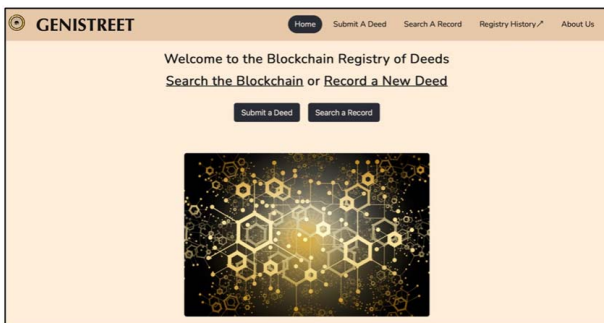 GENISTREET
Home Submit A Deed Search A Record Registry History↗ About Us
Welcome to the Blockchain Registry of Deeds
Search the Blockchain or Record a New Deed
Submit a Deed Search a Record